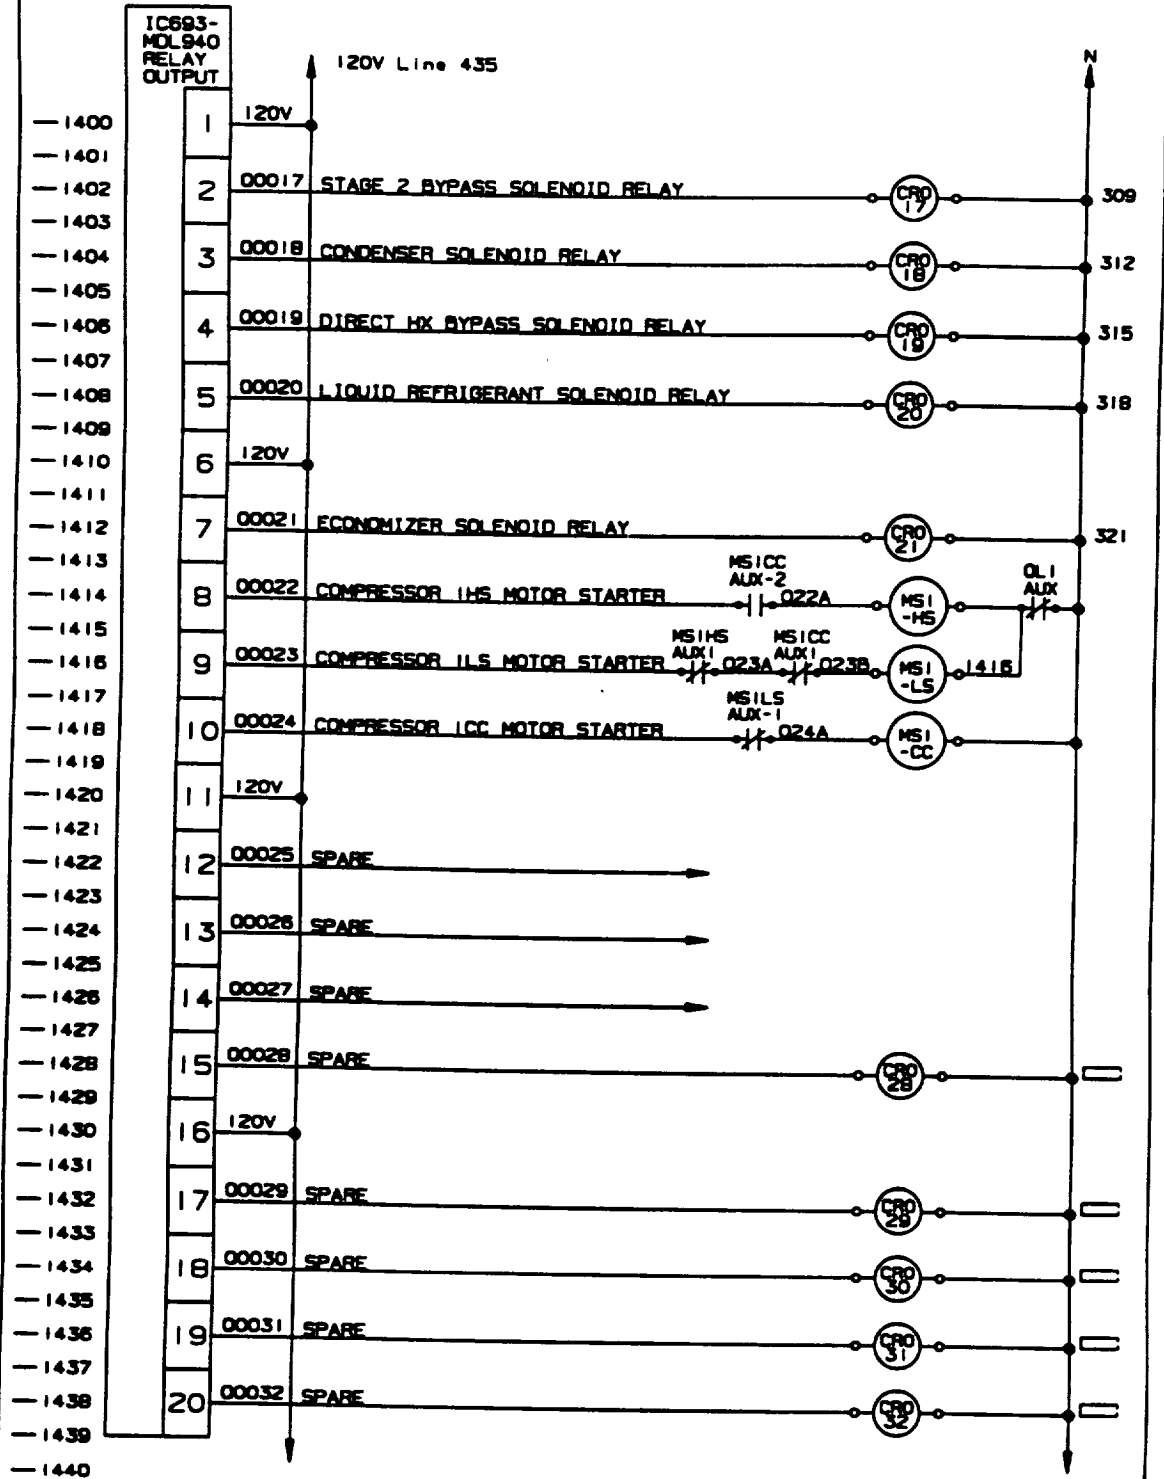 IC693-
MDL940
RELAY
OUTPUT
120V Line 435
N
1400 1 120V
1401
1402 2 00017 STAGE 2 BYPASS SOLENOID RELAY CRO 17 309
1403
1404 3 00018 CONDENSER SOLENOID RELAY CRO 18 312
1405
1406 4 00019 DIRECT HX BYPASS SOLENOID RELAY CRO 19 315
1407
1408 5 00020 LIQUID REFRIGERANT SOLENOID RELAY CRO 20 318
1409
1410 6 120V
1411
1412 7 00021 ECONOMIZER SOLENOID RELAY CRO 21 321
1413
MS1CC
AUX-2
OL1
AUX
1414 8 00022 COMPRESSOR 1HS MOTOR STARTER 022A MS1 -HS
1415
MS1HS
AUX1
MS1CC
AUX1
1416 9 00023 COMPRESSOR 1LS MOTOR STARTER 023A 023B MS1 -LS 1416
1417
MS1LS
AUX-1
1418 10 00024 COMPRESSOR 1CC MOTOR STARTER 024A MS1 -CC
1419
1420 11 120V
1421
1422 12 00025 SPARE
1423
1424 13 00026 SPARE
1425
1426 14 00027 SPARE
1427
1428 15 00028 SPARE CRO 28
1429
1430 16 120V
1431
1432 17 00029 SPARE CRO 29
1433
1434 18 00030 SPARE CRO 30
1435
1436 19 00031 SPARE CRO 31
1437
1438 20 00032 SPARE CRO 32
1439
1440